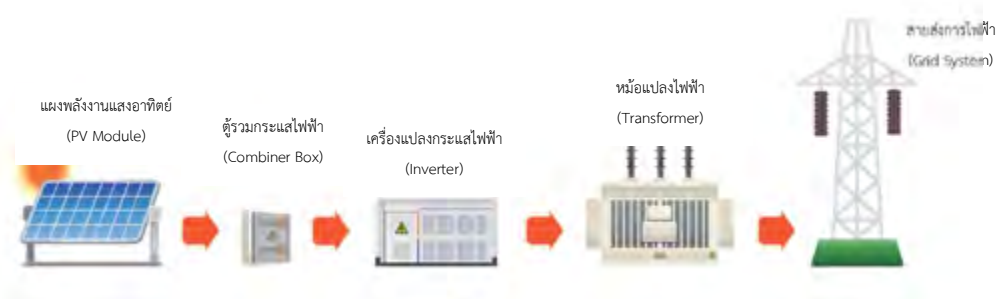 แผงพลังงานแสงอาทิตย์
(PV Module)
ตู้รวมกระแสไฟฟ้า
(Combiner Box)
เครื่องแปลงกระแสไฟฟ้า
(Inverter)
หม้อแปลงไฟฟ้า
(Transformer)
สายส่งการไฟฟ้า
(Grid System)